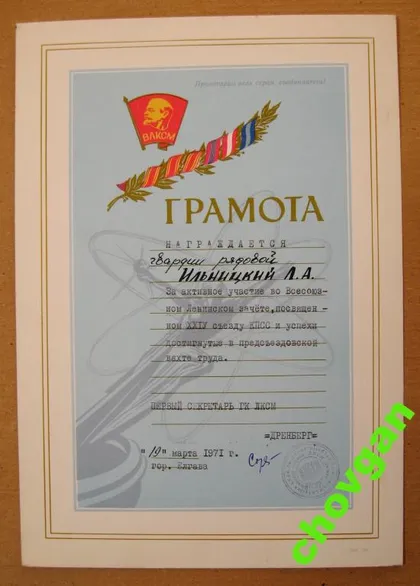 Пролетарии всех стран, соединяйтесь!
ВЛКСМ
ГРАМОТА
НАГРАЖДАЕТСЯ
гвардии рядовой
ИЛЬНИЦКИЙ Л.А.
За активное участие во Всесоюз-
ном Ленинском зачёте, посвящен -
ном ХХІУ съезду КПСС и успехи
достигнутые в предсъездовской
вахте труда.
ПЕРВЫЙ СЕКРЕТАРЬ ГК ЛКСМ
=ДРЕНБЕРГ=
"19" марта 1971 г.
гор. Елгава
chovgan